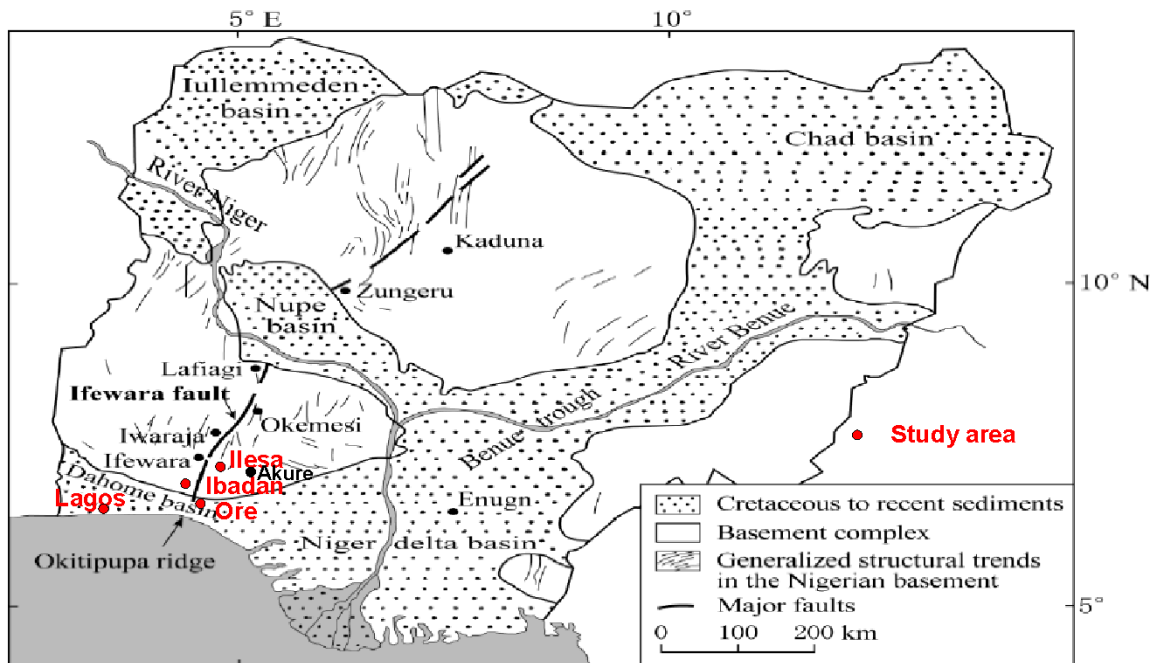 5° E
10°
Iullemmeden
basin
Chad basin
River Niger
Kaduna
10° N
Zungeru
Nupe
basin
River Benue
Lafiagi
Ifewara fault
Okemesi
Benue trough
Iwaraja
Study area
Ifewara
Ilesa
Akure
Dahome basin
Ibadan
Lagos
Ore
Enugn
Cretaceous to recent sediments
Basement complex
Okitipupa ridge
Niger delta basin
Generalized structural trends
in the Nigerian basement
Major faults
5°
0 100 200 km